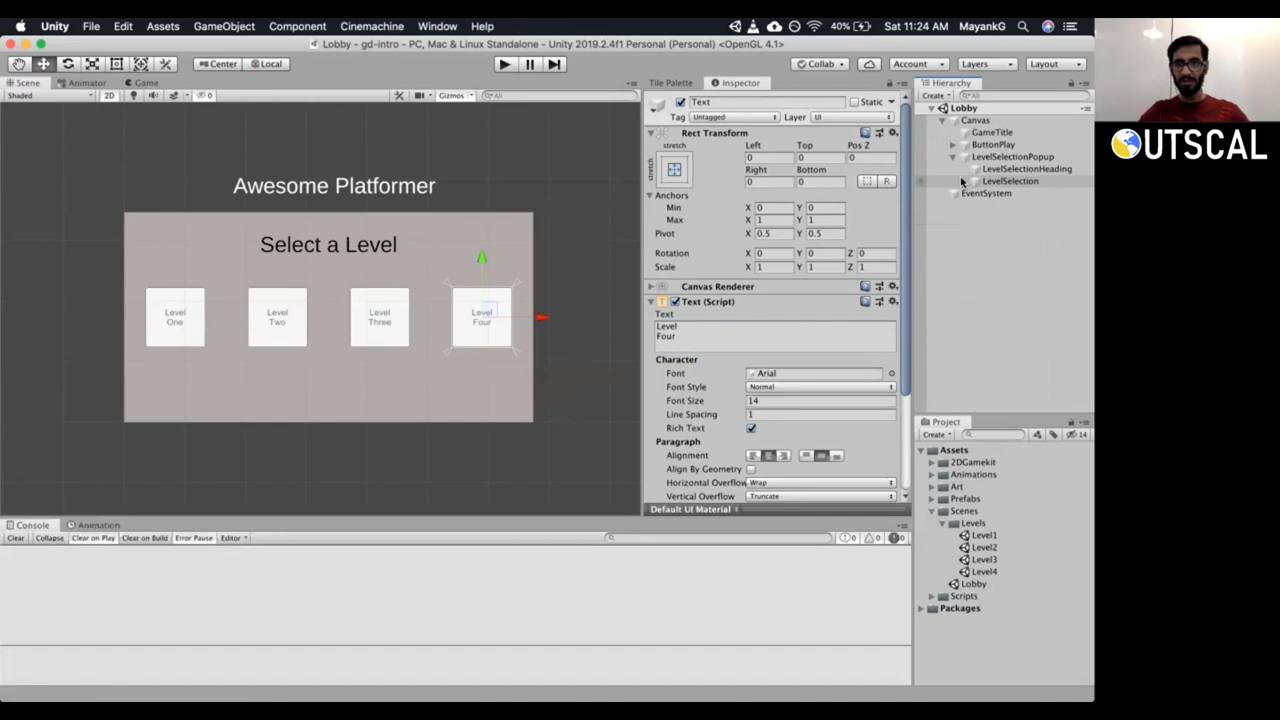 Unity File Edit Assets GameObject Component Cinemachine Window Help 40% Sat 11:24 AM MayankG
Lobby - gd-intro - PC, Mac & Linux Standalone - Unity 2019.2.4f1 Personal (Personal) <OpenGL 4.1>
Center Local Collab Account Layers Layout
Scene Animator Game
Shaded 2D 0 Gizmos All
Awesome Platformer
Select a Level
Level
One
Level
Two
Level
Three
Level
Four
Tile Palette Inspector
Text Static
Tag Untagged Layer UI
Rect Transform
stretch Left Top Pos Z
stretch 0 0 0
Right Bottom
0 0 R
Anchors
Min X 0 Y 0
Max X 1 Y 1
Pivot X 0.5 Y 0.5
Rotation X 0 Y 0 Z 0
Scale X 1 Y 1 Z 1
Canvas Renderer
Text (Script)
Text
Level
Four
Character
Font Arial
Font Style Normal
Font Size 14
Line Spacing 1
Rich Text
Paragraph
Alignment
Align By Geometry
Horizontal Overflow Wrap
Vertical Overflow Truncate
Default UI Material
Hierarchy
Create All
Lobby
Canvas
GameTitle
ButtonPlay
LevelSelectionPopup
LevelSelectionHeading
LevelSelection
EventSystem
Project
Create 14
Assets
2DGamekit
Animations
Art
Prefabs
Scenes
Levels
Level1
Level2
Level3
Level4
Lobby
Scripts
Packages
Console Animation
Clear Collapse Clear on Play Clear on Build Error Pause Editor 0 0 0
OUTSCAL